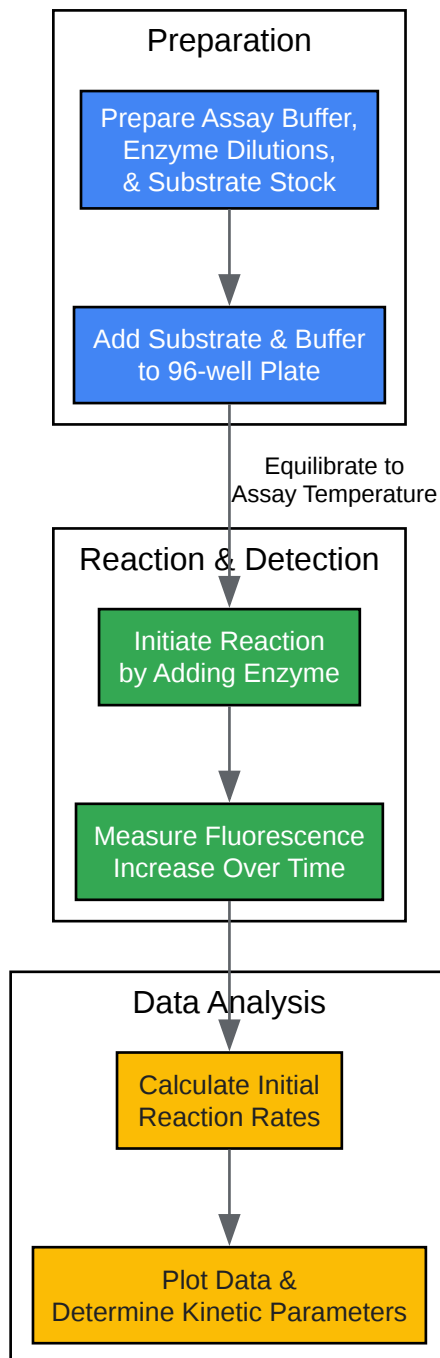 Preparation
Prepare Assay Buffer,
Enzyme Dilutions,
& Substrate Stock
Add Substrate & Buffer
to 96-well Plate
Equilibrate to
Assay Temperature
Reaction & Detection
Initiate Reaction
by Adding Enzyme
Measure Fluorescence
Increase Over Time
Data Analysis
Calculate Initial
Reaction Rates
Plot Data &
Determine Kinetic Parameters